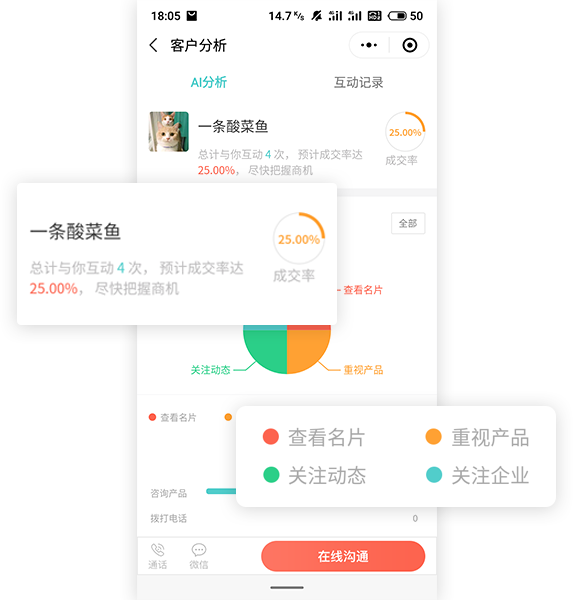 18:05
14.7 K/s 4G 4G 50
客户分析
AI分析
互动记录
一条酸菜鱼
总计与你互动 4 次， 预计成交率达
25.00%， 尽快把握商机
25.00%
成交率
一条酸菜鱼
总计与你互动 4 次， 预计成交率达
25.00%， 尽快把握商机
25.00%
成交率
全部
查看名片
关注动态
重视产品
查看名片
查看名片
重视产品
关注动态
关注企业
咨询产品
拨打电话
0
通话
微信
在线沟通